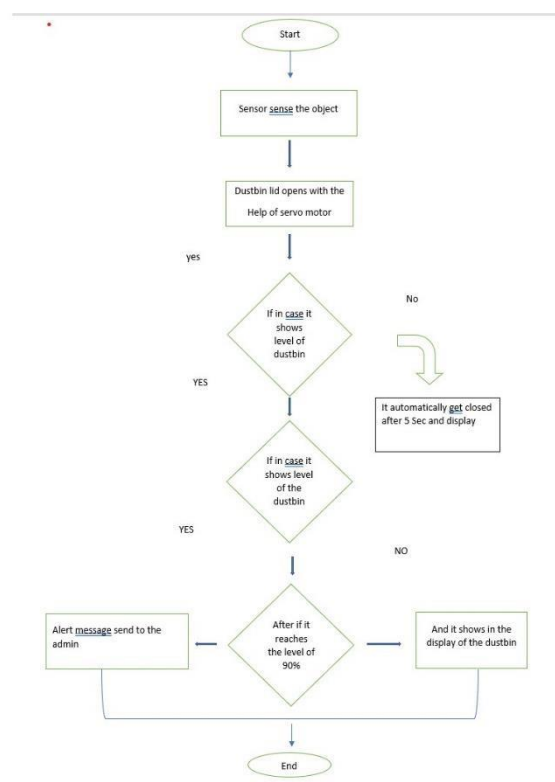 Start
Sensor sense the object
Dustbin lid opens with the
Help of servo motor
yes
If in case it
shows
level of
dustbin
No
YES
It automatically get closed
after 5 Sec and display
If in case it
shows level
of the
dustbin
YES
NO
Alert message send to the
admin
After if it
reaches
the level of
90%
And it shows in the
display of the dustbin
End